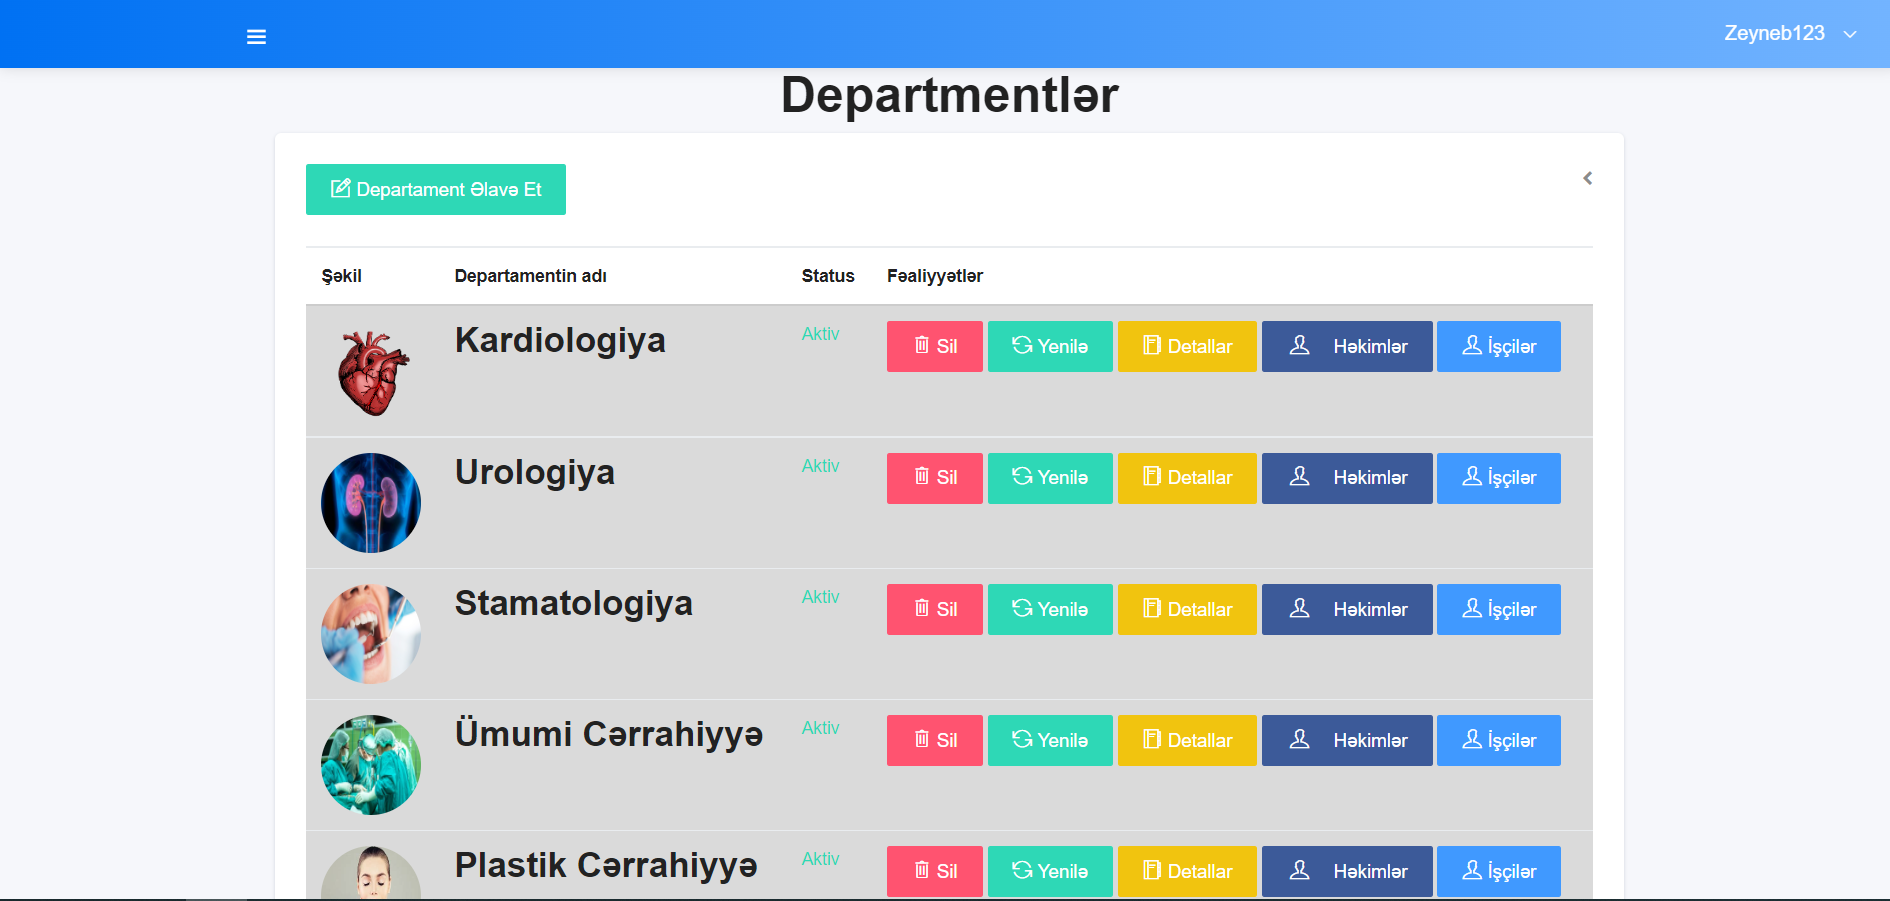 Zeyneb123
Departmentlər
Departament Əlavə Et
Şəkil Departamentin adı Status Fəaliyyətlər
Kardiologiya Aktiv Sil Yenilə Detallar Həkimlər İşçilər
Urologiya Aktiv Sil Yenilə Detallar Həkimlər İşçilər
Stamatologiya Aktiv Sil Yenilə Detallar Həkimlər İşçilər
Ümumi Cərrahiyyə Aktiv Sil Yenilə Detallar Həkimlər İşçilər
Plastik Cərrahiyyə Aktiv Sil Yenilə Detallar Həkimlər İşçilər